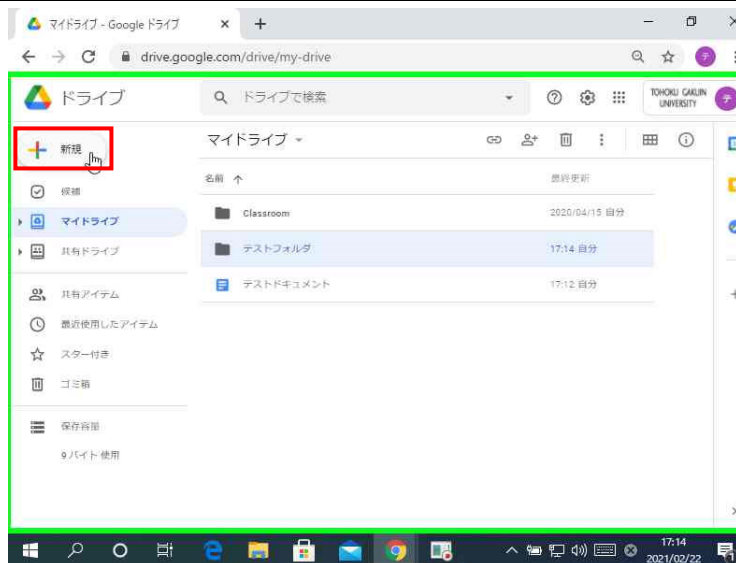 マイドライブ - Google ドライブ
drive.google.com/drive/my-drive
テ
ドライブ
ドライブで検索
TOHOKU GAKUIN
UNIVERSITY
テ
新規
マイドライブ
名前
最終更新
候補
マイドライブ
共有ドライブ
Classroom
2020/04/15 自分
テストフォルダ
17:14 自分
テストドキュメント
17:12 自分
共有アイテム
最近使用したアイテム
スター付き
ゴミ箱
保存容量
9 バイト 使用
17:14
2021/02/22